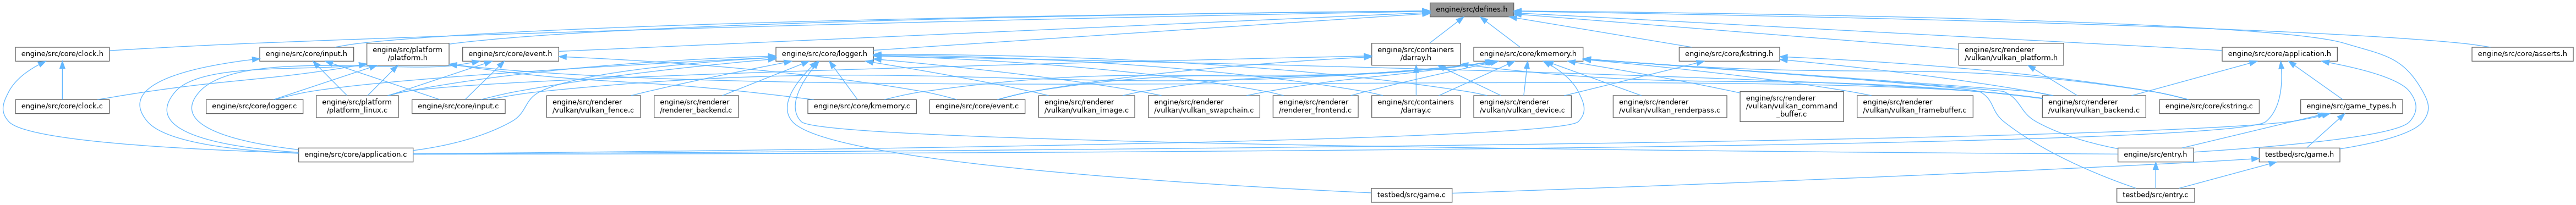 engine/src/defines.h
engine/src/core/clock.h
engine/src/core/input.h
engine/src/platform
/platform.h
engine/src/core/event.h
engine/src/core/logger.h
engine/src/containers
/darray.h
engine/src/core/kmemory.h
engine/src/core/kstring.h
engine/src/renderer
/vulkan/vulkan_platform.h
engine/src/core/application.h
engine/src/core/asserts.h
engine/src/core/clock.c
engine/src/core/logger.c
engine/src/platform
/platform_linux.c
engine/src/core/input.c
engine/src/renderer
/vulkan/vulkan_fence.c
engine/src/renderer
/renderer_backend.c
engine/src/core/kmemory.c
engine/src/core/event.c
engine/src/renderer
/vulkan/vulkan_image.c
engine/src/renderer
/vulkan/vulkan_swapchain.c
engine/src/renderer
/renderer_frontend.c
engine/src/containers
/darray.c
engine/src/renderer
/vulkan/vulkan_device.c
engine/src/renderer
/vulkan/vulkan_renderpass.c
engine/src/renderer
/vulkan/vulkan_command
_buffer.c
engine/src/renderer
/vulkan/vulkan_framebuffer.c
engine/src/renderer
/vulkan/vulkan_backend.c
engine/src/core/kstring.c
engine/src/game_types.h
engine/src/core/application.c
engine/src/entry.h
testbed/src/game.h
testbed/src/game.c
testbed/src/entry.c